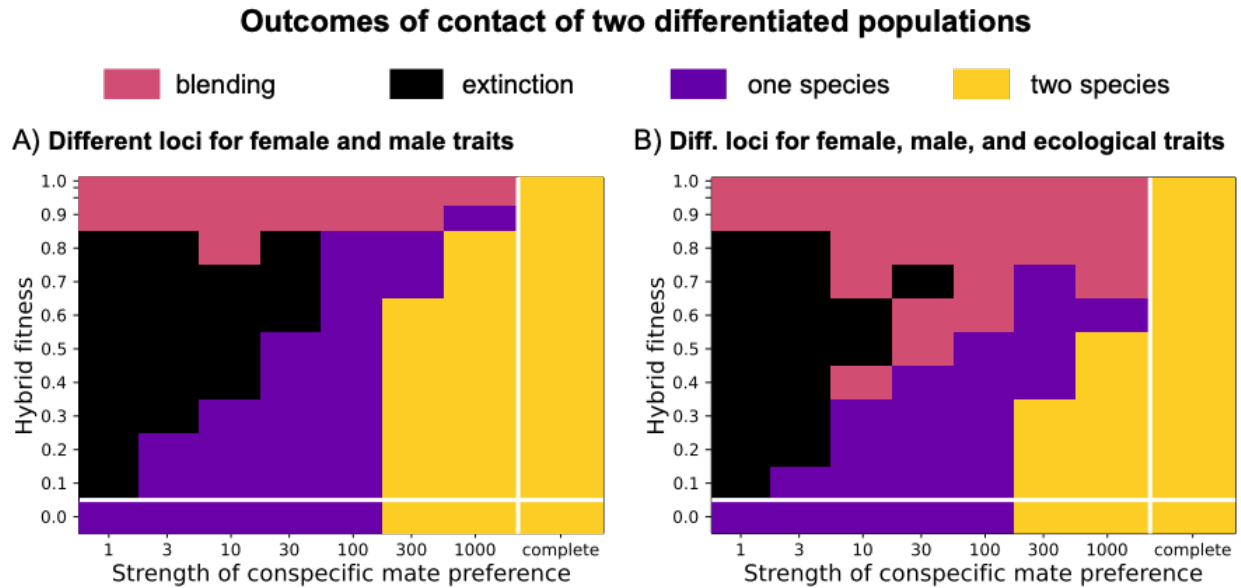 Outcomes of contact of two differentiated populations
blending extinction one species two species
A) Different loci for female and male traits
Hybrid fitness
1.0
0.9
0.8
0.7
0.6
0.5
0.4
0.3
0.2
0.1
0.0
1 3 10 30 100 300 1000 complete
Strength of conspecific mate preference
B) Diff. loci for female, male, and ecological traits
Hybrid fitness
1.0
0.9
0.8
0.7
0.6
0.5
0.4
0.3
0.2
0.1
0.0
1 3 10 30 100 300 1000 complete
Strength of conspecific mate preference